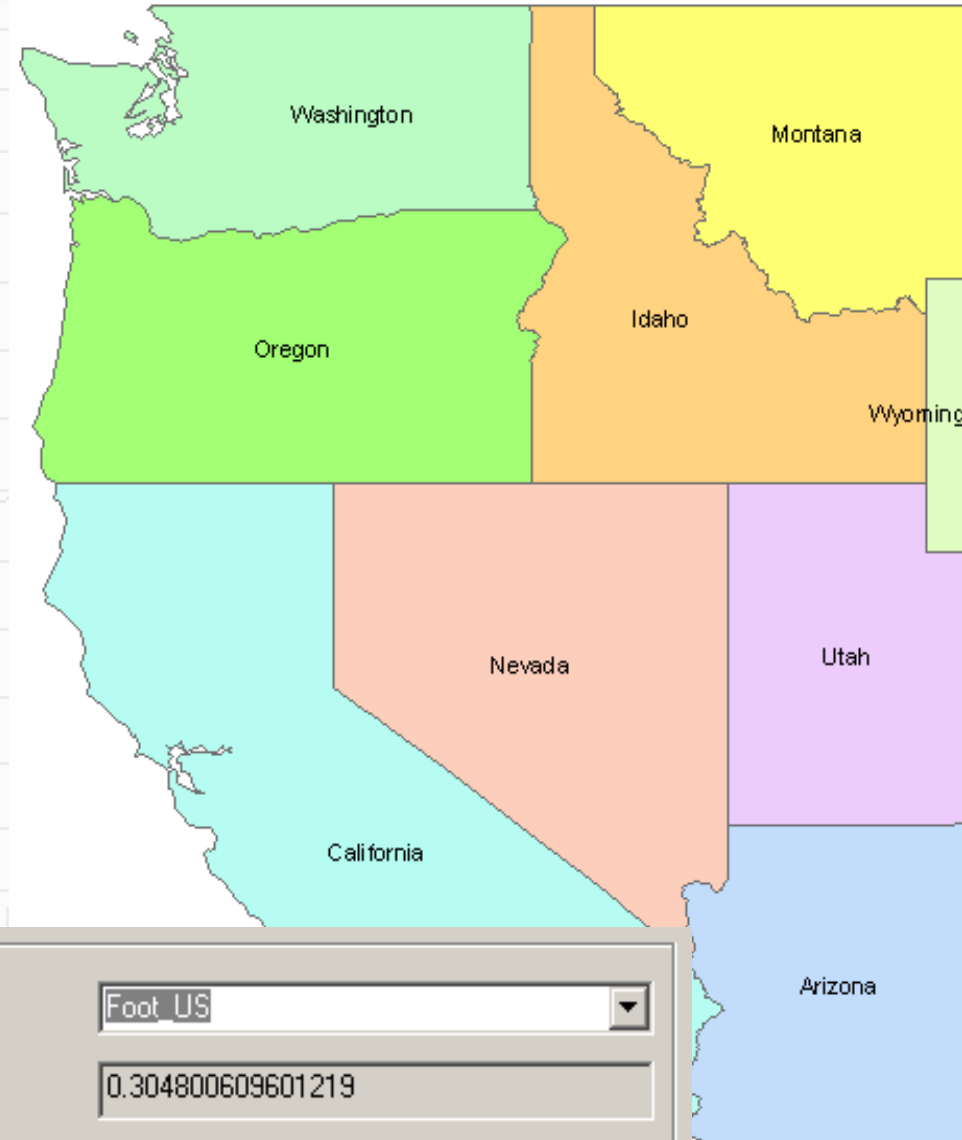 Washington
Montana
Idaho
Oregon
Wyoming
Utah
Nevada
California
Arizona
Foot_US
0.304800609601219